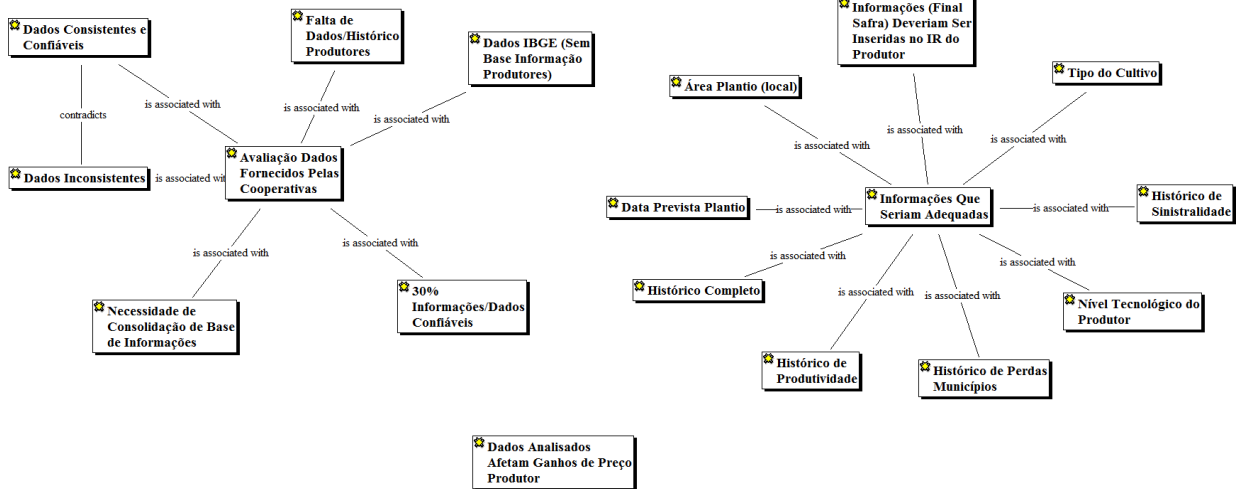 Dados Consistentes e
Confiáveis
Falta de
Dados/Histórico
Produtores
Dados IBGE (Sem
Base Informação
Produtores)
is associated with
is associated with
is associated with
contradicts
Avaliação Dados
Fornecidos Pelas
Cooperativas
Dados Inconsistentes
is associated with
is associated with
is associated with
Necessidade de
Consolidação de Base
de Informações
30%
Informações/Dados
Confiáveis
Informações (Final
Safra) Deveriam Ser
Inseridas no IR do
Produtor
Área Plantio (local)
Tipo do Cultivo
is associated with
is associated with
is associated with
Informações Que
Seriam Adequadas
Data Prevista Plantio
is associated with
is associated with
Histórico de
Sinistralidade
is associated with
is associated with
Histórico Completo
is associated with
is associated with
Nível Tecnológico do
Produtor
Histórico de
Produtividade
Histórico de Perdas
Municípios
Dados Analisados
Afetam Ganhos de Preço
Produtor